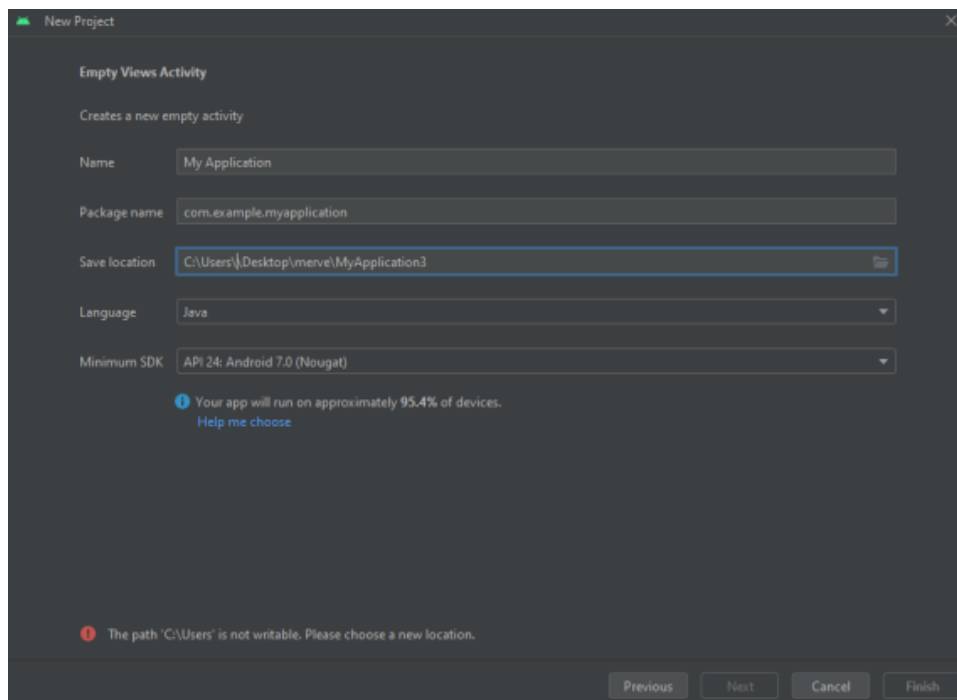 New Project
Empty Views Activity
Creates a new empty activity
Name My Application
Package name com.example.myapplication
Save location C:\Users\\Desktop\merve\MyApplication3
Language Java
Minimum SDK API 24: Android 7.0 (Nougat)
Your app will run on approximately 95.4% of devices.
Help me choose
The path 'C:\Users' is not writable. Please choose a new location.
Previous Next Cancel Finish